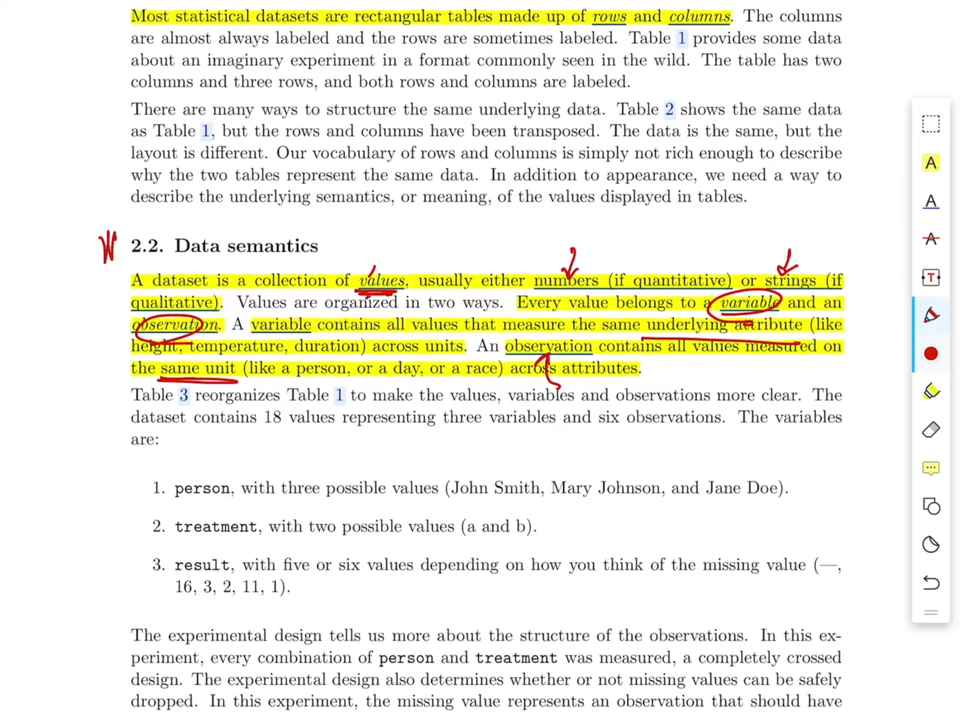 Most statistical datasets are rectangular tables made up of rows and columns. The columns
are almost always labeled and the rows are sometimes labeled. Table 1 provides some data
about an imaginary experiment in a format commonly seen in the wild. The table has two
columns and three rows, and both rows and columns are labeled.
There are many ways to structure the same underlying data. Table 2 shows the same data
as Table 1, but the rows and columns have been transposed. The data is the same, but the
layout is different. Our vocabulary of rows and columns is simply not rich enough to describe
why the two tables represent the same data. In addition to appearance, we need a way to
describe the underlying semantics, or meaning, of the values displayed in tables.
2.2. Data semantics
A dataset is a collection of values, usually either numbers (if quantitative) or strings (if
qualitative). Values are organized in two ways. Every value belongs to a variable and an
observation. A variable contains all values that measure the same underlying attribute (like
height, temperature, duration) across units. An observation contains all values measured on
the same unit (like a person, or a day, or a race) across attributes.
Table 3 reorganizes Table 1 to make the values, variables and observations more clear. The
dataset contains 18 values representing three variables and six observations. The variables
are:
1. person, with three possible values (John Smith, Mary Johnson, and Jane Doe).
2. treatment, with two possible values (a and b).
3. result, with five or six values depending on how you think of the missing value (—,
16, 3, 2, 11, 1).
The experimental design tells us more about the structure of the observations. In this ex-
periment, every combination of person and treatment was measured, a completely crossed
design. The experimental design also determines whether or not missing values can be safely
dropped. In this experiment, the missing value represents an observation that should have
A
A
A
T